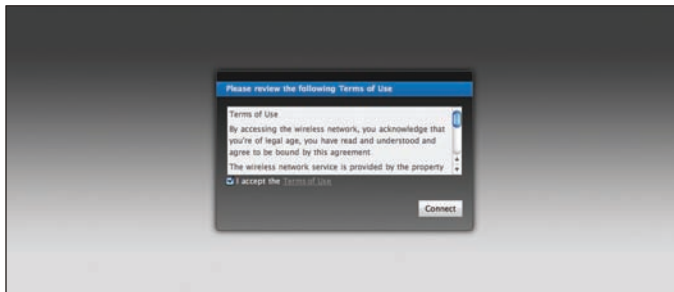 Please review the following Terms of Use
Terms of Use
By accessing the wireless network, you acknowledge that
you're of legal age, you have read and understood and
agree to be bound by this agreement
The wireless network service is provided by the property
I accept the Terms of Use
Connect